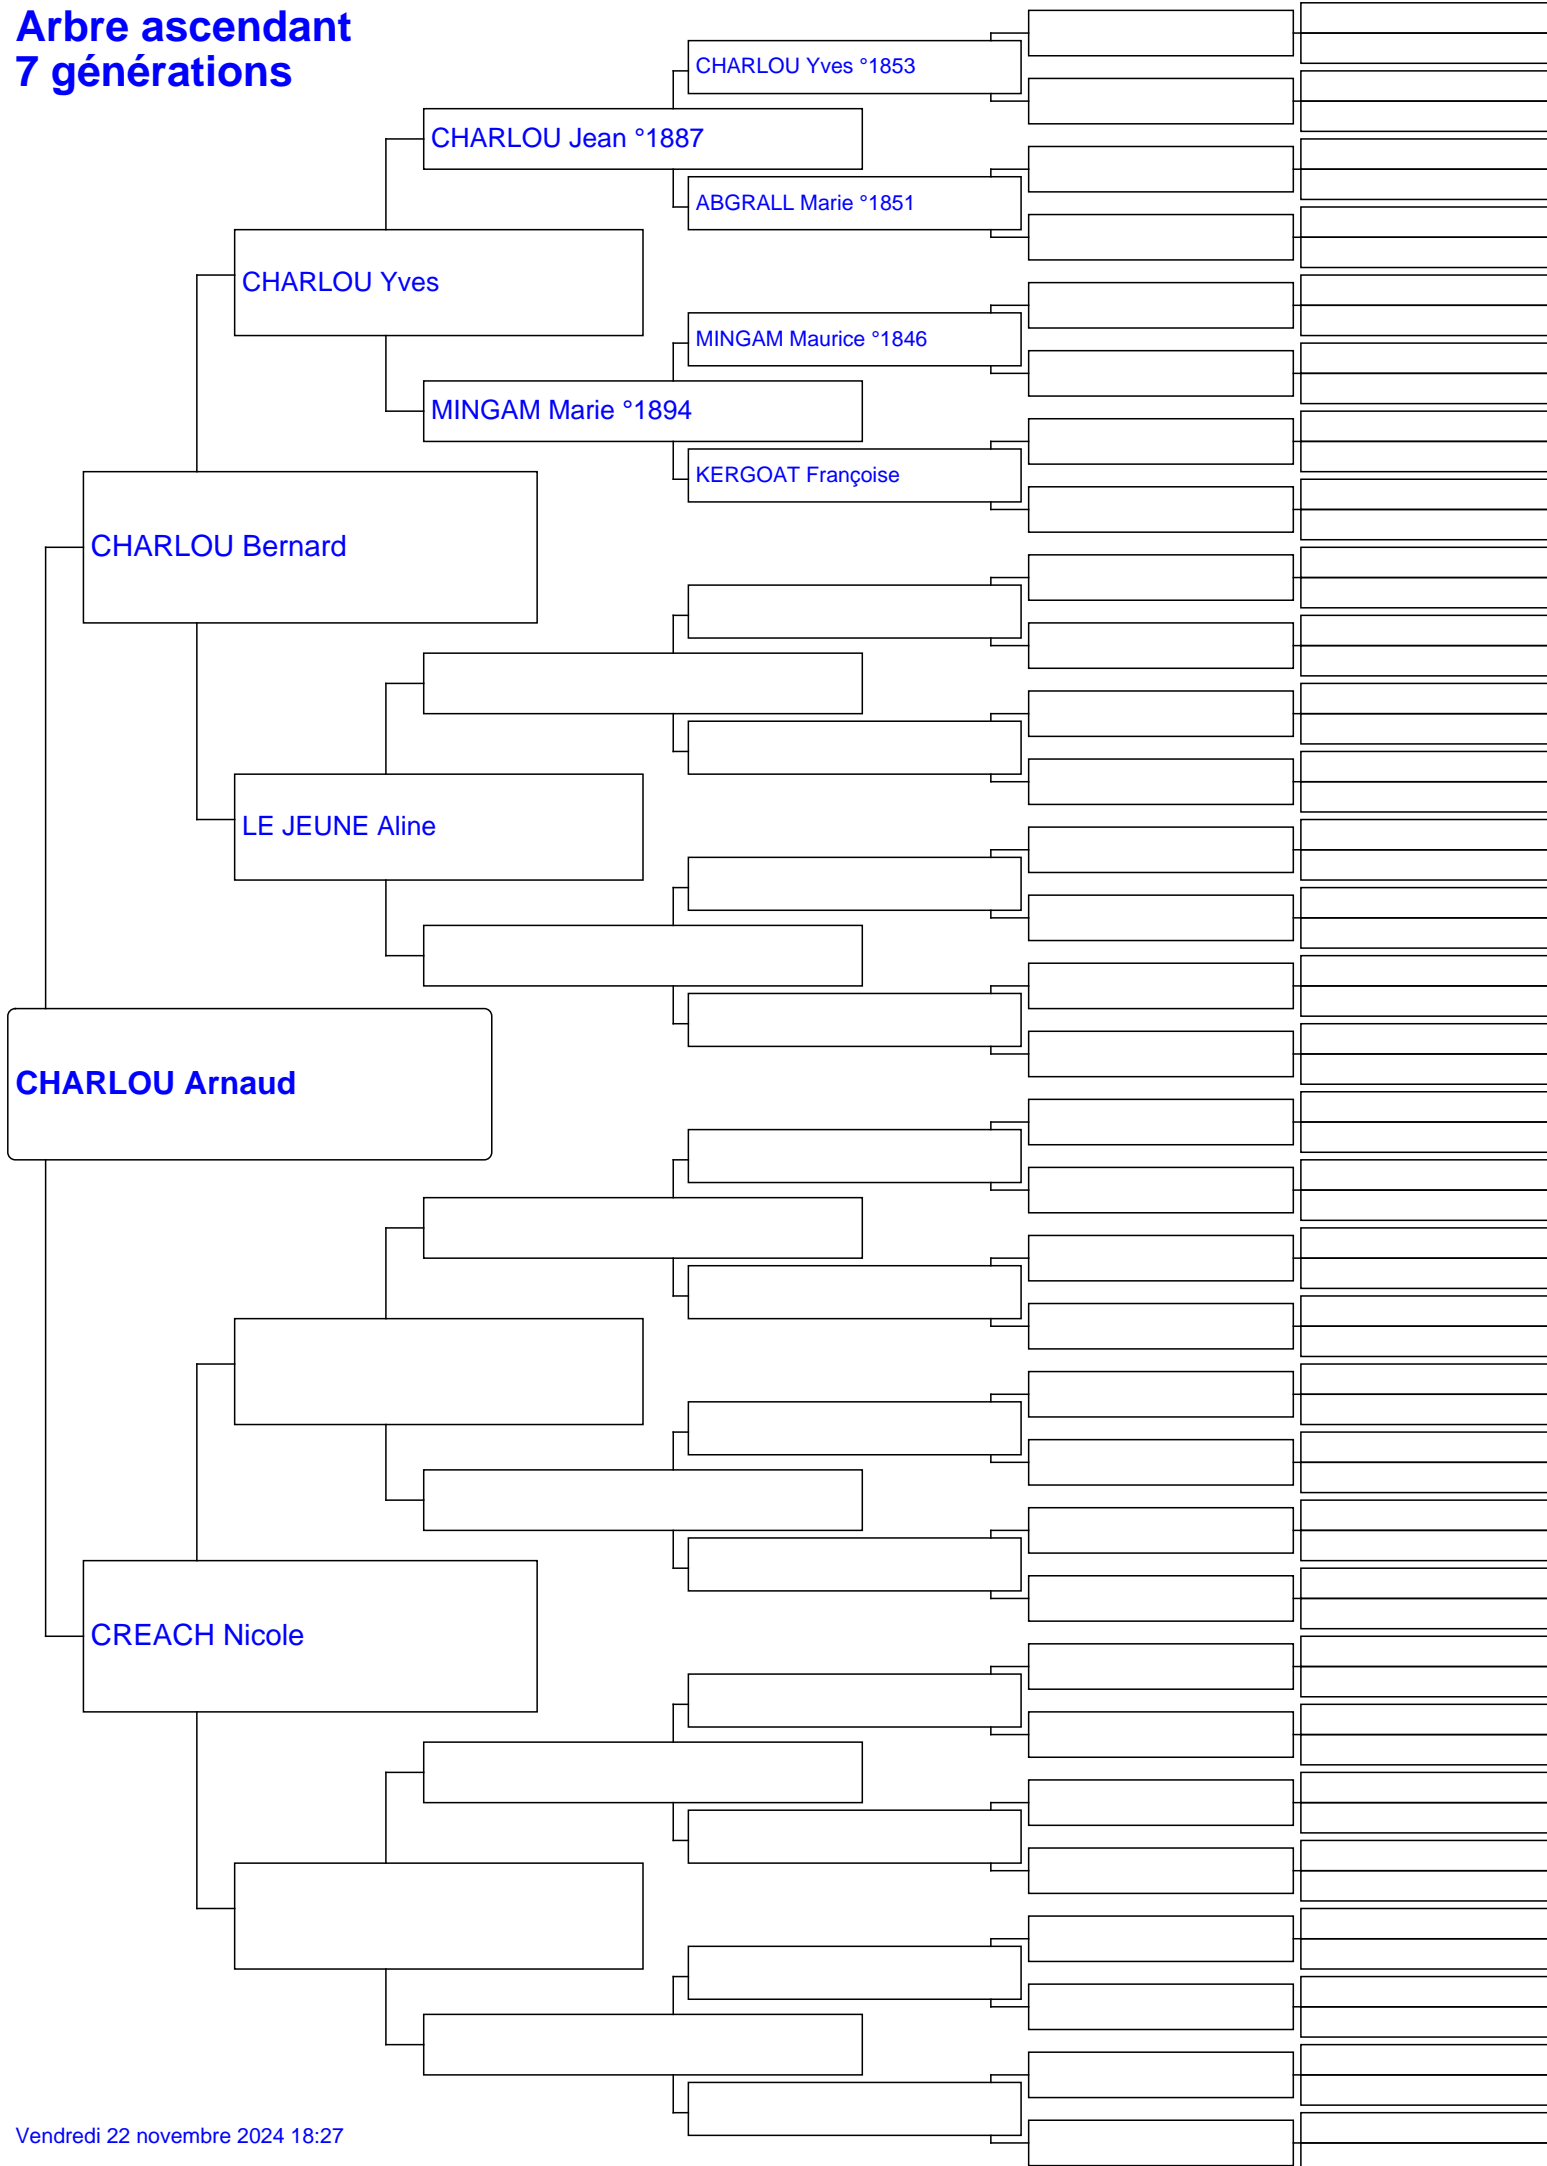 Arbre ascendant
7 générations
CHARLOU Yves °1853
CHARLOU Jean °1887
ABGRALL Marie °1851
CHARLOU Yves
MINGAM Maurice °1846
MINGAM Marie °1894
KERGOAT Françoise
CHARLOU Bernard
LE JEUNE Aline
CHARLOU Arnaud
CREACH Nicole
Vendredi 22 novembre 2024 18:27